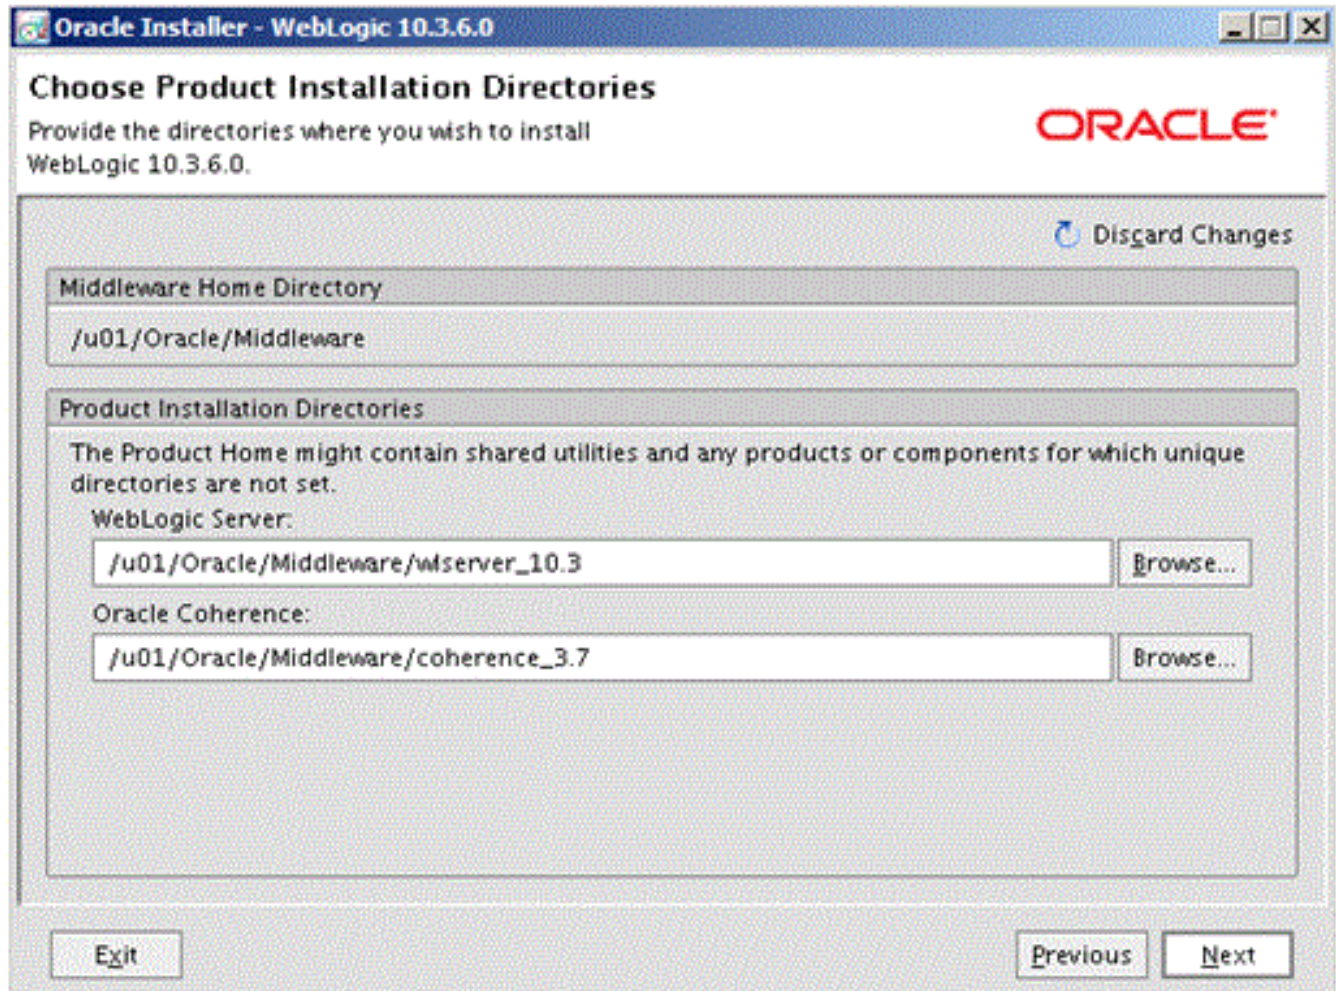 Oracle Installer - WebLogic 10.3.6.0
Choose Product Installation Directories
Provide the directories where you wish to install
WebLogic 10.3.6.0.
ORACLE
Discard Changes
Middleware Home Directory
/u01/Oracle/Middleware
Product Installation Directories
The Product Home might contain shared utilities and any products or components for which unique
directories are not set.
WebLogic Server:
/u01/Oracle/Middleware/wlserver_10.3
Browse...
Oracle Coherence:
/u01/Oracle/Middleware/coherence_3.7
Browse...
Exit
Previous
Next